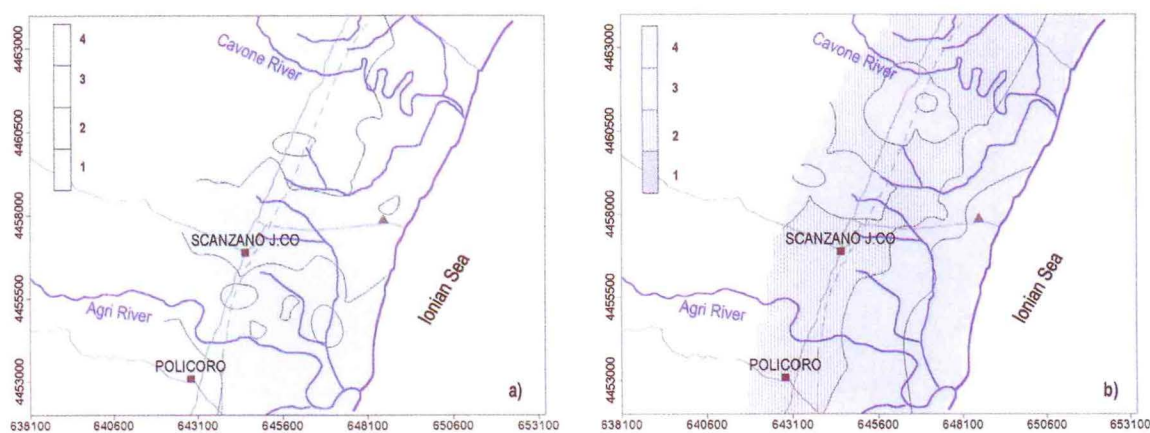 4463000
4460500
4458000
4455500
4453000
4
3
2
1
Cavone River
SCANZANO J.CO
Agri River
POLICORO
Ionian Sea
a)
638100 640600 643100 645600 648100 650600 653100
4463000
4460500
4458000
4455500
4453000
4
3
2
1
Cavone River
SCANZANO J.CO
Agri River
POLICORO
Ionian Sea
b)
638100 640600 643100 645600 648100 650600 653100